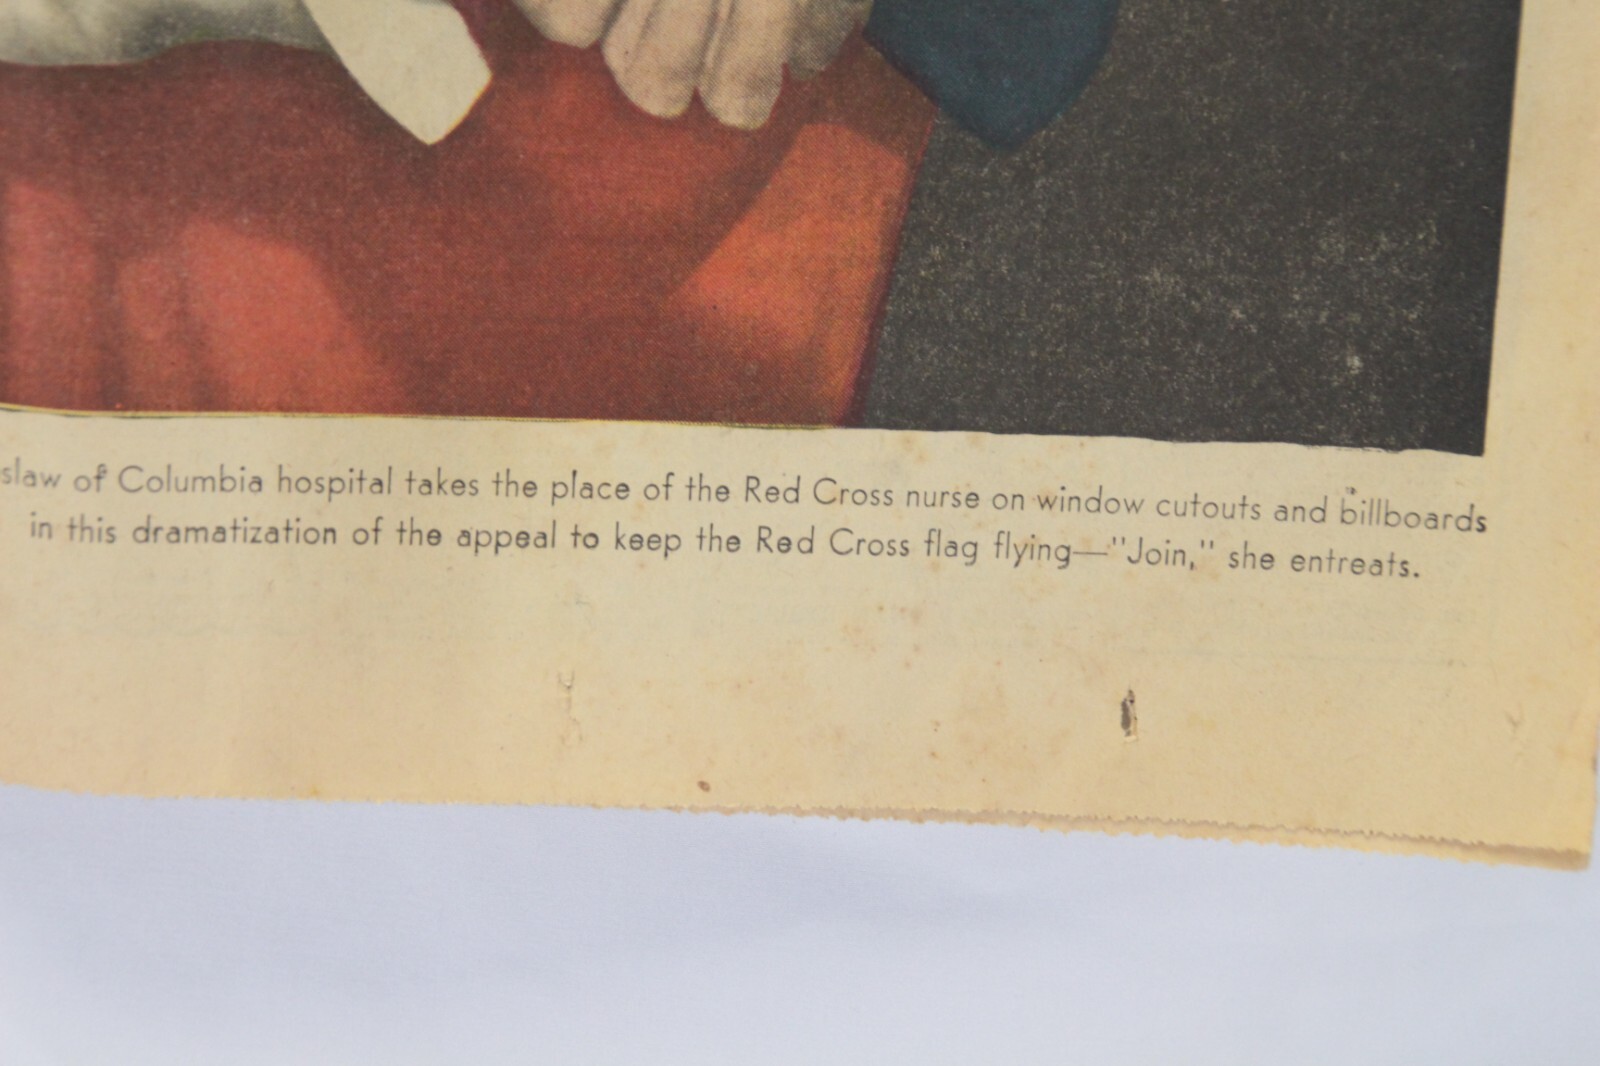 slaw of Columbia hospital takes the place of the Red Cross nurse on window cutouts and billboards
in this dramatization of the appeal to keep the Red Cross flag flying—"Join," she entreats.